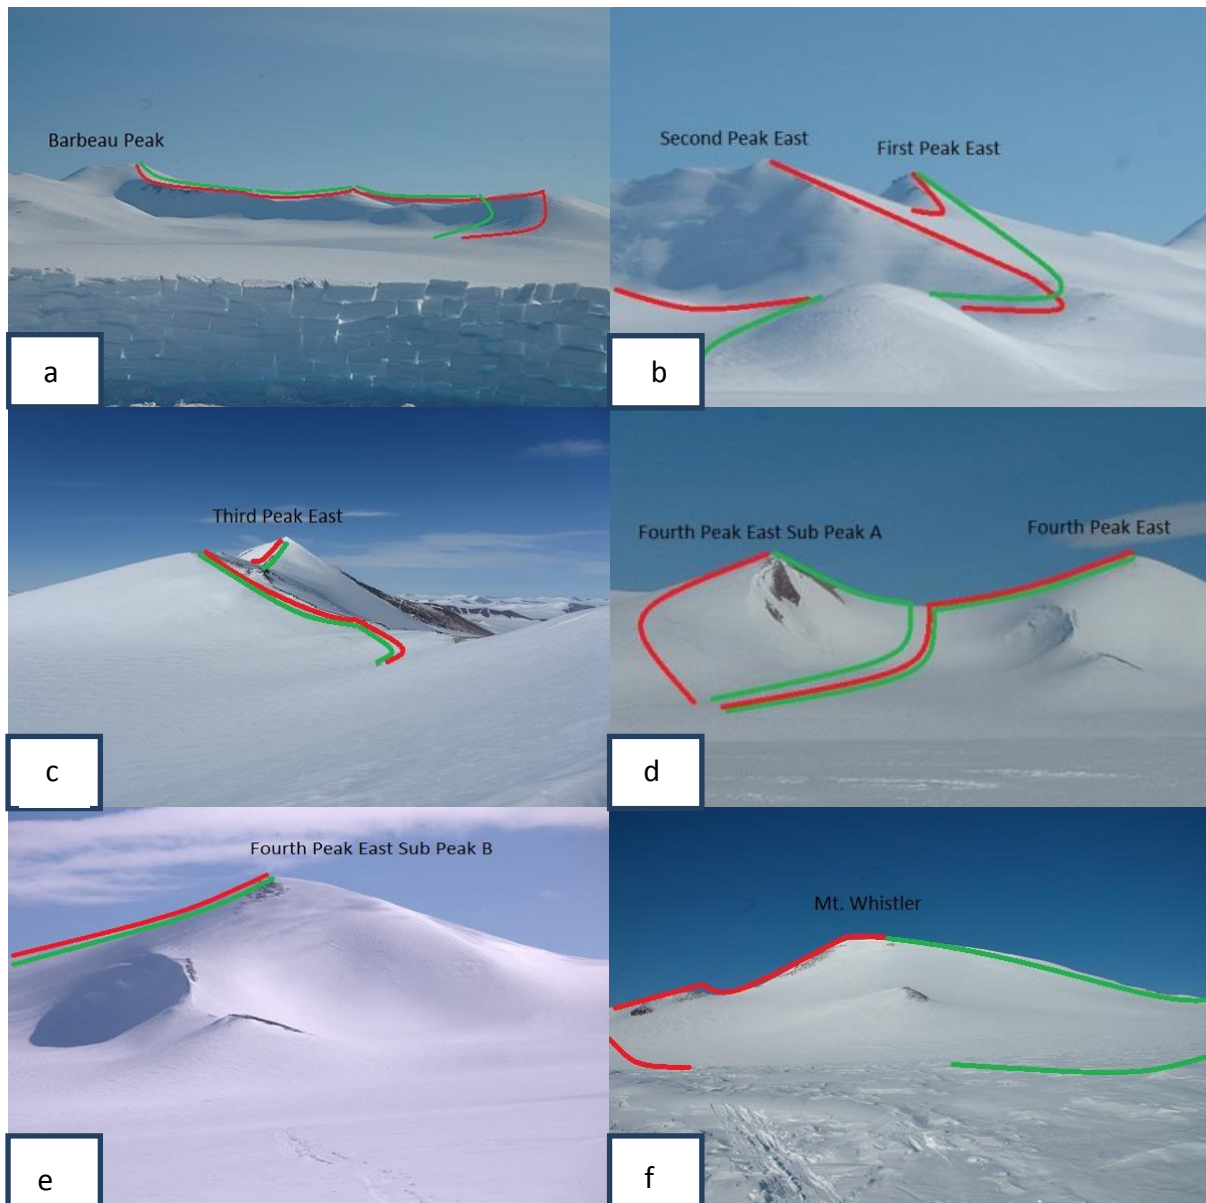 Barbeau Peak
a
Second Peak East
First Peak East
b
Third Peak East
c
Fourth Peak East Sub Peak A
Fourth Peak East
d
Fourth Peak East Sub Peak B
e
Mt. Whistler
f